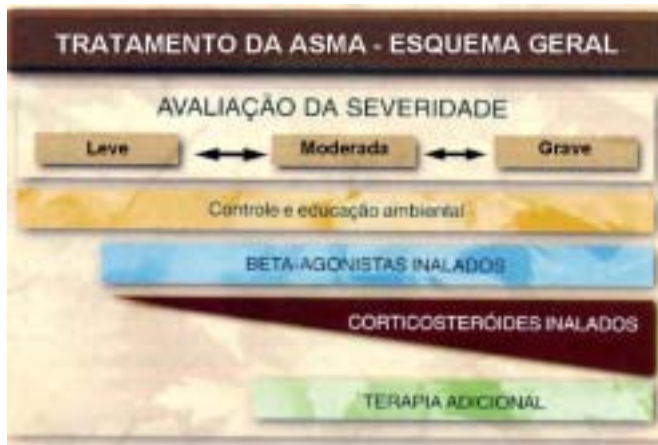 TRATAMENTO DA ASMA - ESQUEMA GERAL
AVALIAÇÃO DA SEVERIDADE
Leve Moderada Grave
Controle e educação ambiental
BETA-AGONISTAS INALADOS
CORTICOSTERÓIDES INALADOS
TERAPIA ADICIONAL